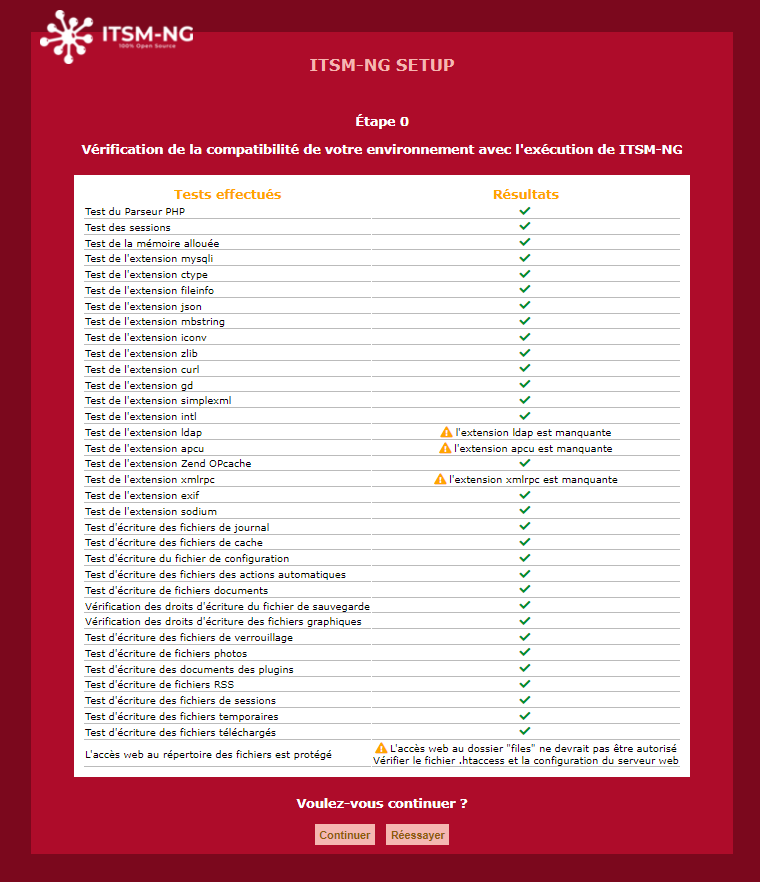 ITSM-NG
100% Open Source
ITSM-NG SETUP
Étape 0
Vérification de la compatibilité de votre environnement avec l'exécution de ITSM-NG
Tests effectués Résultats
Test du Parseur PHP
Test des sessions
Test de la mémoire allouée
Test de l'extension mysqli
Test de l'extension ctype
Test de l'extension fileinfo
Test de l'extension json
Test de l'extension mbstring
Test de l'extension iconv
Test de l'extension zlib
Test de l'extension curl
Test de l'extension gd
Test de l'extension simplexml
Test de l'extension intl
Test de l'extension ldap l'extension ldap est manquante
Test de l'extension apcu l'extension apcu est manquante
Test de l'extension Zend OPcache
Test de l'extension xmlrpc l'extension xmlrpc est manquante
Test de l'extension exif
Test de l'extension sodium
Test d'écriture des fichiers de journal
Test d'écriture des fichiers de cache
Test d'écriture du fichier de configuration
Test d'écriture des fichiers des actions automatiques
Test d'écriture de fichiers documents
Vérification des droits d'écriture du fichier de sauvegarde
Vérification des droits d'écriture des fichiers graphiques
Test d'écriture des fichiers de verrouillage
Test d'écriture de fichiers photos
Test d'écriture des documents des plugins
Test d'écriture de fichiers RSS
Test d'écriture des fichiers de sessions
Test d'écriture des fichiers temporaires
Test d'écriture des fichiers téléchargés
L'accès web au répertoire des fichiers est protégé L'accès web au dossier "files" ne devrait pas être autorisé
Vérifier le fichier .htaccess et la configuration du serveur web
Voulez-vous continuer ?
Continuer Réessayer